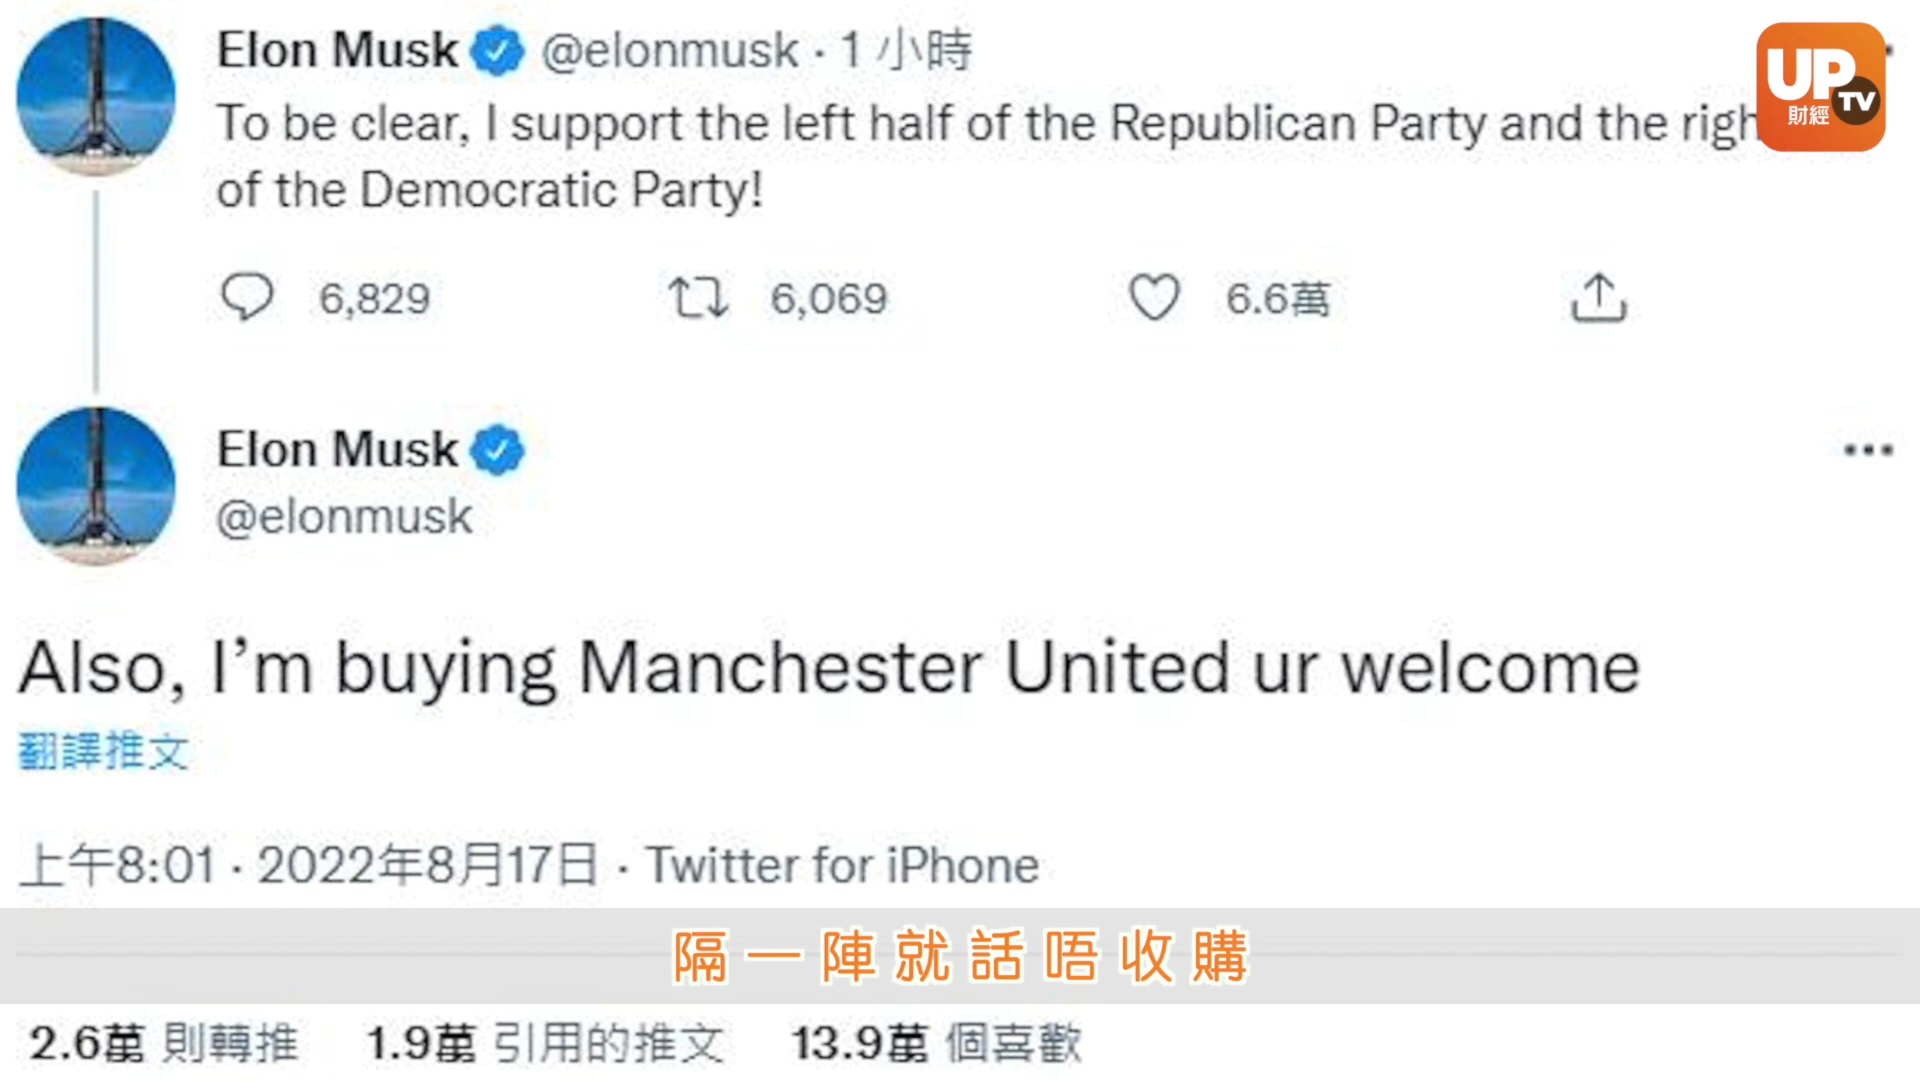 Elon Musk @elonmusk · 1 小時
UP
TV
財經
To be clear, I support the left half of the Republican Party and the
of the Democratic Party!
6,829 6,069 6.6萬
Elon Musk
@elonmusk
Also, I'm buying Manchester United ur welcome
翻譯推文
上午8:01 · 2022年8月17日 · Twitter for iPhone
隔一陣就話唔收購
2.6萬 則轉推 1.9萬 引用的推文 13.9萬 個喜歡